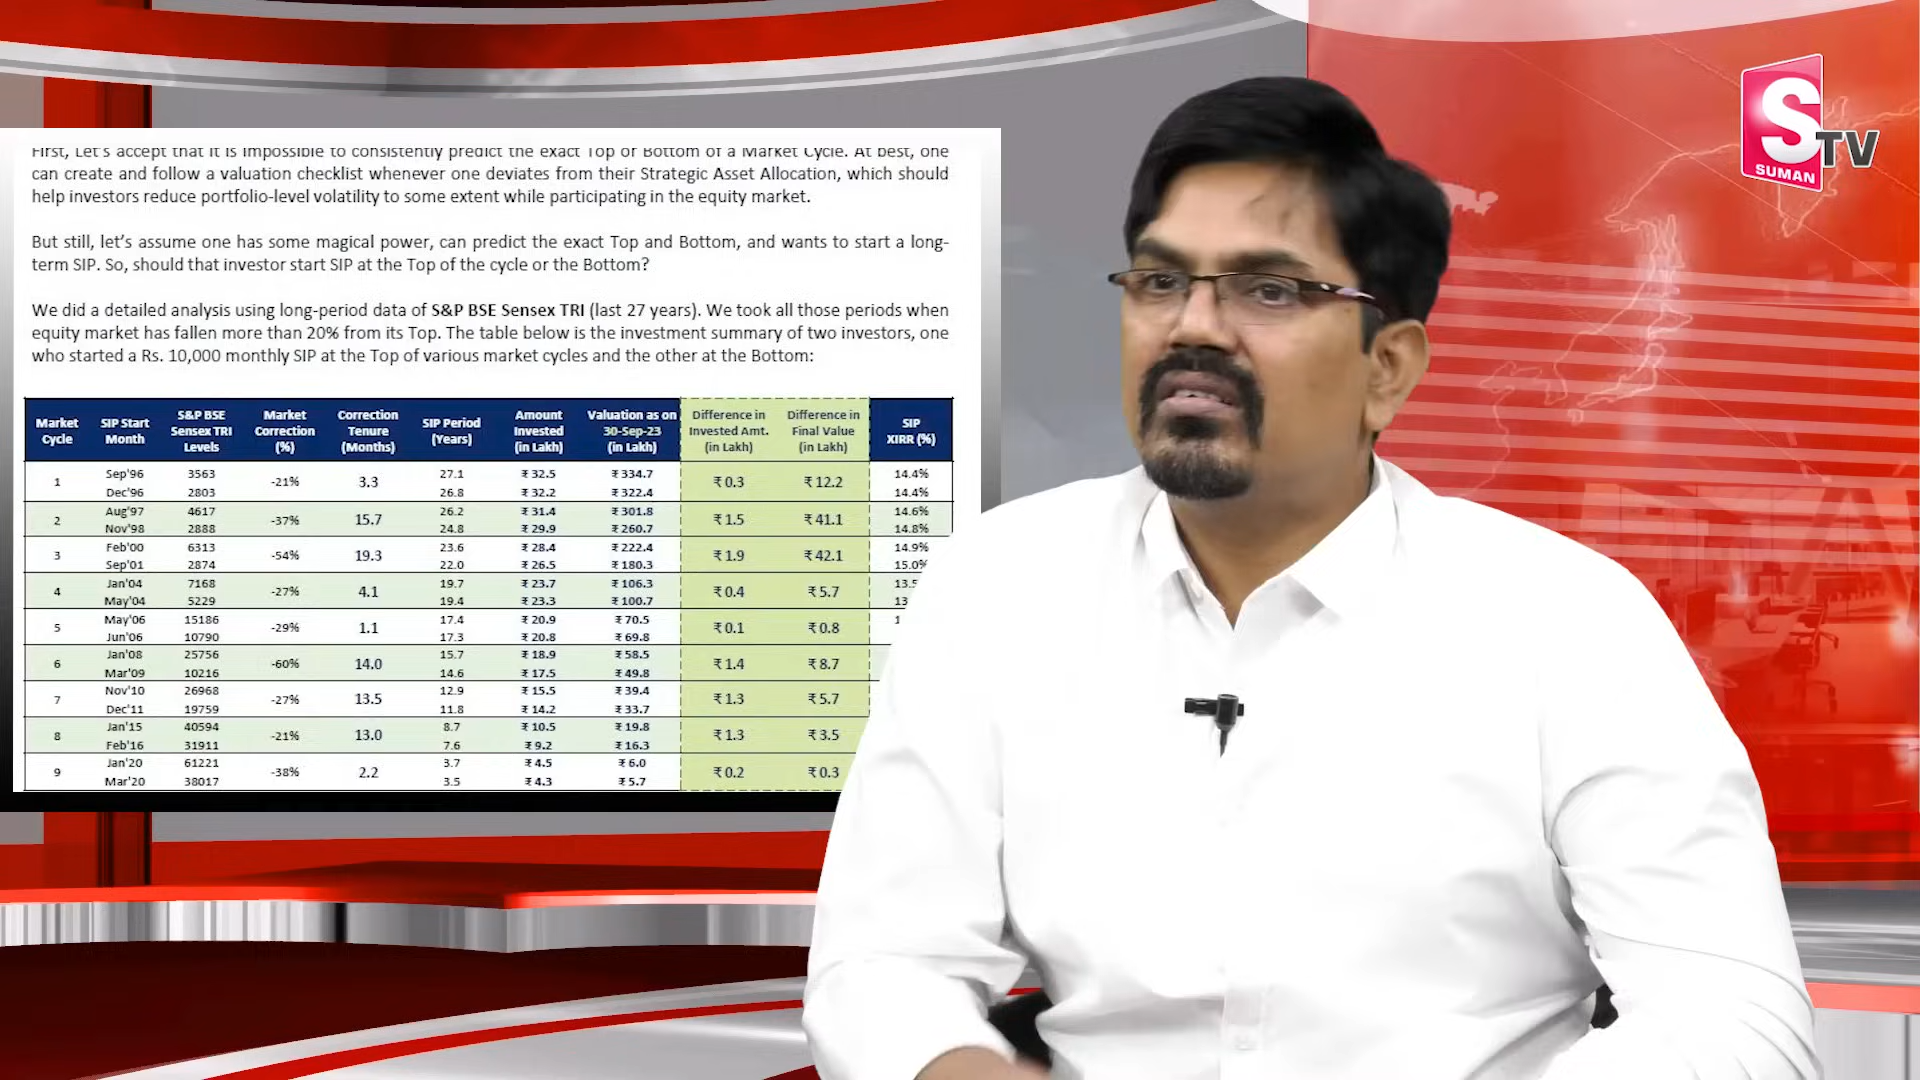 First, Let's accept that it is impossible to consistently predict the exact Top or Bottom of a Market Cycle. At best, one
can create and follow a valuation checklist whenever one deviates from their Strategic Asset Allocation, which should
help investors reduce portfolio-level volatility to some extent while participating in the equity market.
But still, let's assume one has some magical power, can predict the exact Top and Bottom, and wants to start a long-
term SIP. So, should that investor start SIP at the Top of the cycle or the Bottom?
We did a detailed analysis using long-period data of S&P BSE Sensex TRI (last 27 years). We took all those periods when
equity market has fallen more than 20% from its Top. The table below is the investment summary of two investors, one
who started a Rs. 10,000 monthly SIP at the Top of various market cycles and the other at the Bottom:
Market Cycle SIP Start Month S&P BSE Sensex TRI Levels Market Correction (%) Correction Tenure (Months) SIP Period (Years) Amount Invested (in Lakh) Valuation as on 30-Sep-23 (in Lakh) Difference in Invested Amt. (in Lakh) Difference in Final Value (in Lakh) SIP XIRR (%)
1 Sep'96 3563 -21% 3.3 27.1 ₹ 32.5 ₹ 334.7 ₹ 0.3 ₹ 12.2 14.4%
Dec'96 2803 26.8 ₹ 32.2 ₹ 322.4 14.4%
2 Aug'97 4617 -37% 15.7 26.2 ₹ 31.4 ₹ 301.8 ₹ 1.5 ₹ 41.1 14.6%
Nov'98 2888 24.8 ₹ 29.9 ₹ 260.7 14.8%
3 Feb'00 6313 -54% 19.3 23.6 ₹ 28.4 ₹ 222.4 ₹ 1.9 ₹ 42.1 14.9%
Sep'01 2874 22.0 ₹ 26.5 ₹ 180.3 15.0%
4 Jan'04 7168 -27% 4.1 19.7 ₹ 23.7 ₹ 106.3 ₹ 0.4 ₹ 5.7 13.5
May'04 5229 19.4 ₹ 23.3 ₹ 100.7 13
5 May'06 15186 -29% 1.1 17.4 ₹ 20.9 ₹ 70.5 ₹ 0.1 ₹ 0.8 1
Jun'06 10790 17.3 ₹ 20.8 ₹ 69.8
6 Jan'08 25756 -60% 14.0 15.7 ₹ 18.9 ₹ 58.5 ₹ 1.4 ₹ 8.7
Mar'09 10216 14.6 ₹ 17.5 ₹ 49.8
7 Nov'10 26968 -27% 13.5 12.9 ₹ 15.5 ₹ 39.4 ₹ 1.3 ₹ 5.7
Dec'11 19759 11.8 ₹ 14.2 ₹ 33.7
8 Jan'15 40594 -21% 13.0 8.7 ₹ 10.5 ₹ 19.8 ₹ 1.3 ₹ 3.5
Feb'16 31911 7.6 ₹ 9.2 ₹ 16.3
9 Jan'20 61221 -38% 2.2 3.7 ₹ 4.5 ₹ 6.0 ₹ 0.2 ₹ 0.3
Mar'20 38017 3.5 ₹ 4.3 ₹ 5.7
S TV
SUMAN